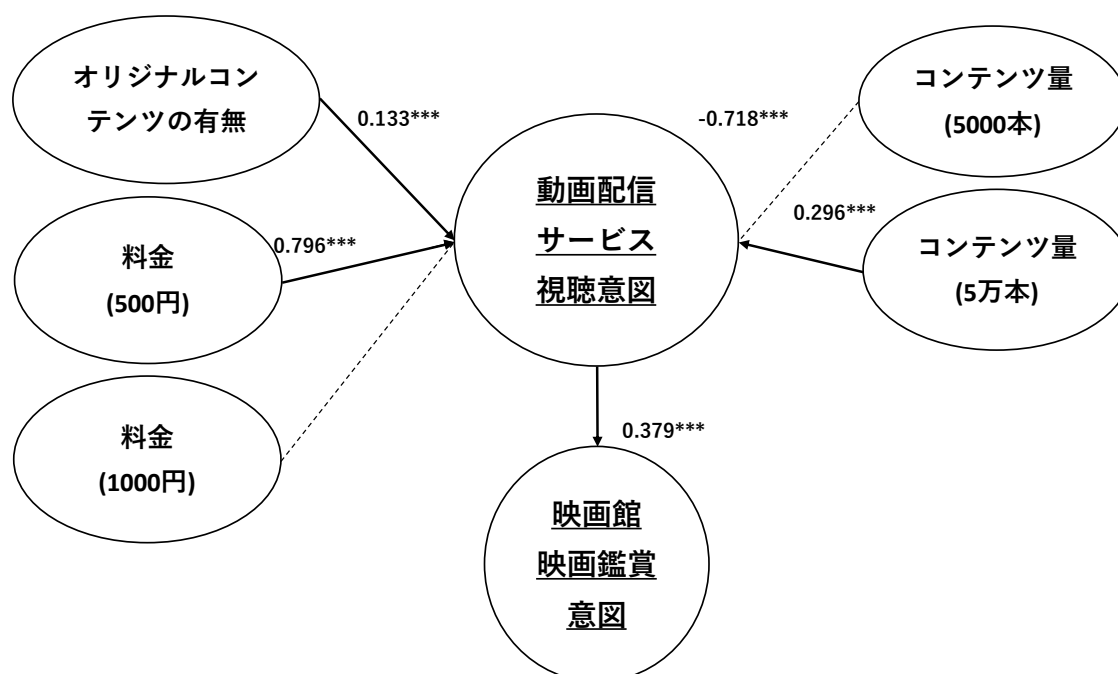 オリジナルコン
テンツの有無
0.133***
料金
(500円)
0.796***
料金
(1000円)
動画配信
サービス
視聴意図
-0.718***
コンテンツ量
(5000本)
0.296***
コンテンツ量
(5万本)
0.379***
映画館
映画鑑賞
意図